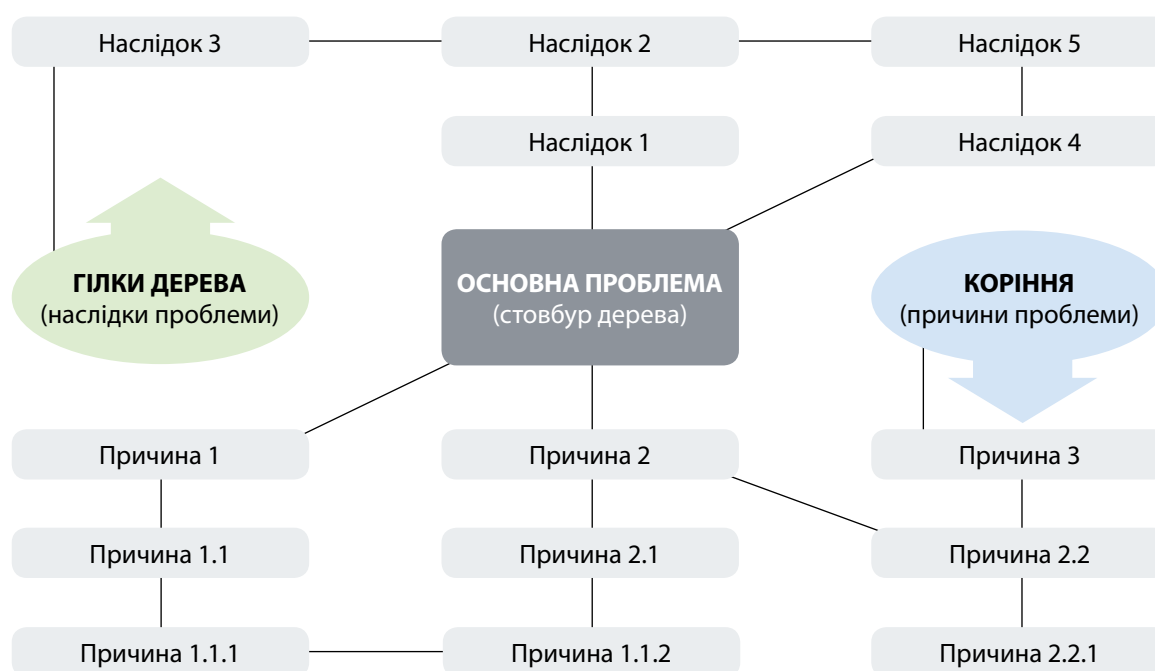 Наслідок 3
Наслідок 2
Наслідок 5
Наслідок 1
Наслідок 4
ГІЛКИ ДЕРЕВА
(наслідки проблеми)
ОСНОВНА ПРОБЛЕМА
(стовбур дерева)
КОРІННЯ
(причини проблеми)
Причина 1
Причина 2
Причина 3
Причина 1.1
Причина 2.1
Причина 2.2
Причина 1.1.1
Причина 1.1.2
Причина 2.2.1